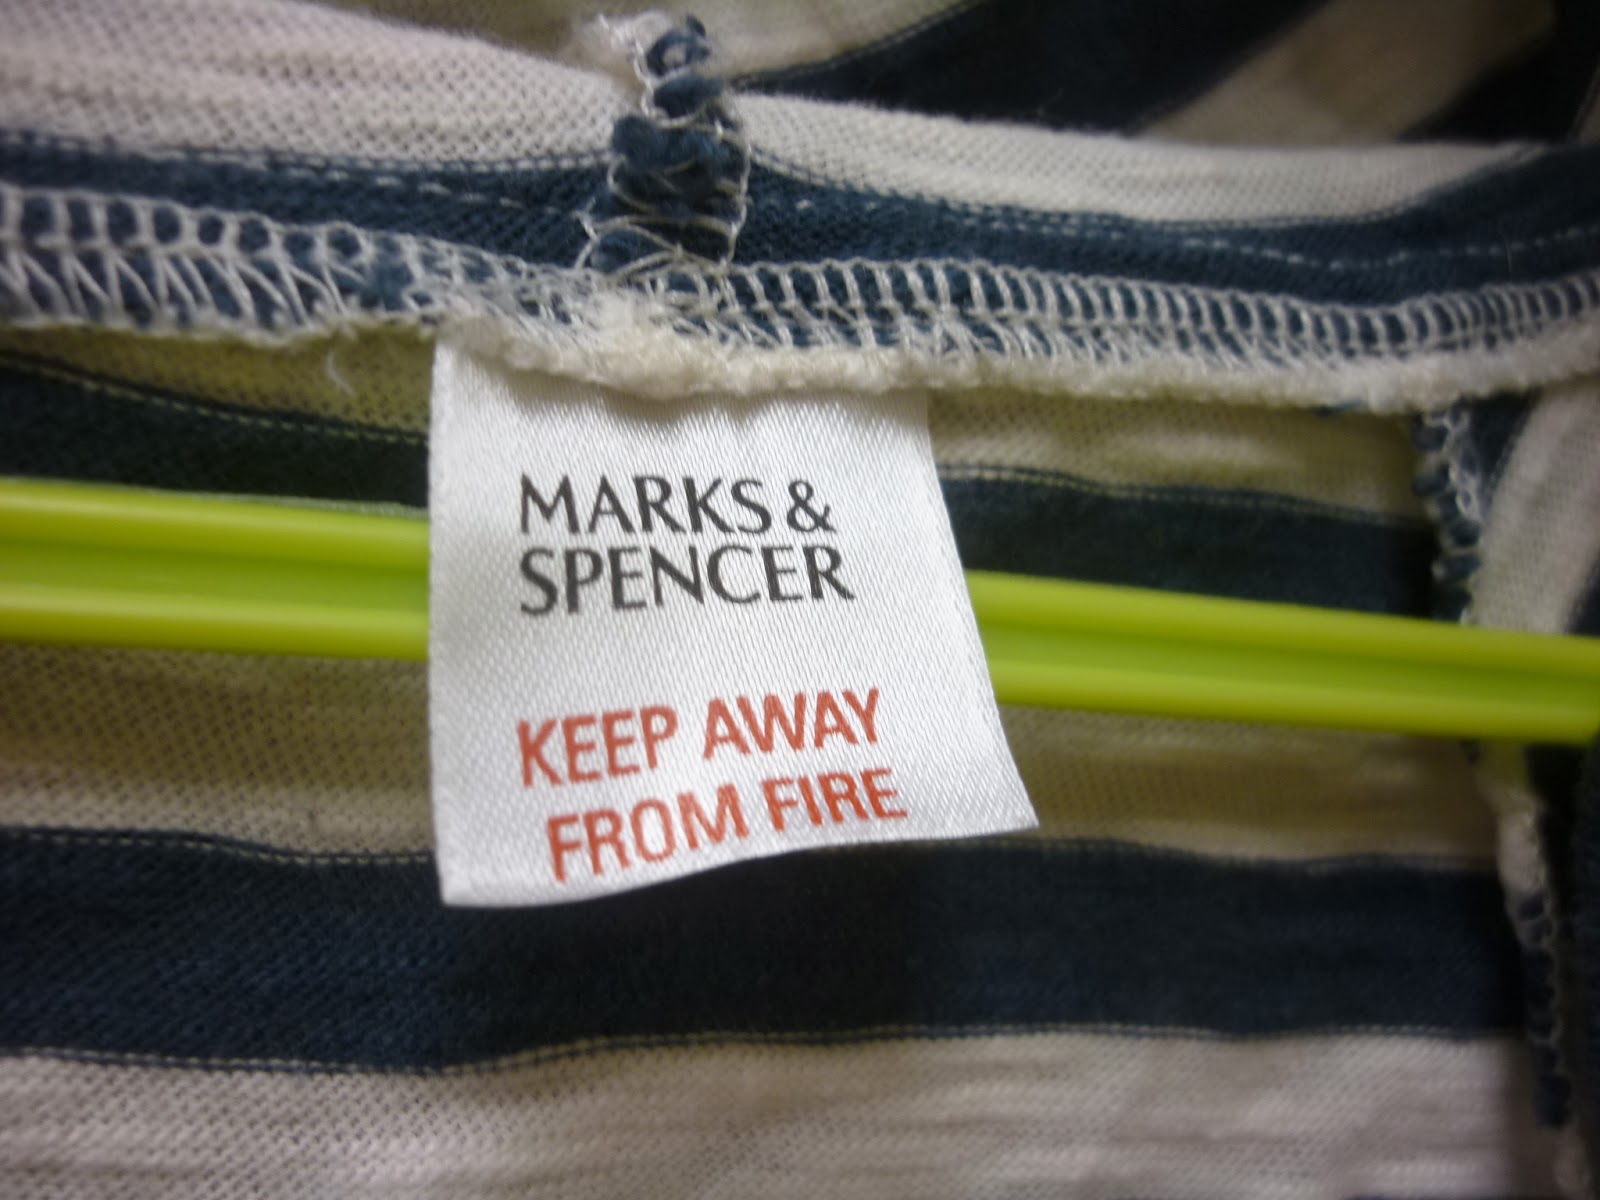 MARKS &
SPENCER
KEEP AWAY
FROM FIRE